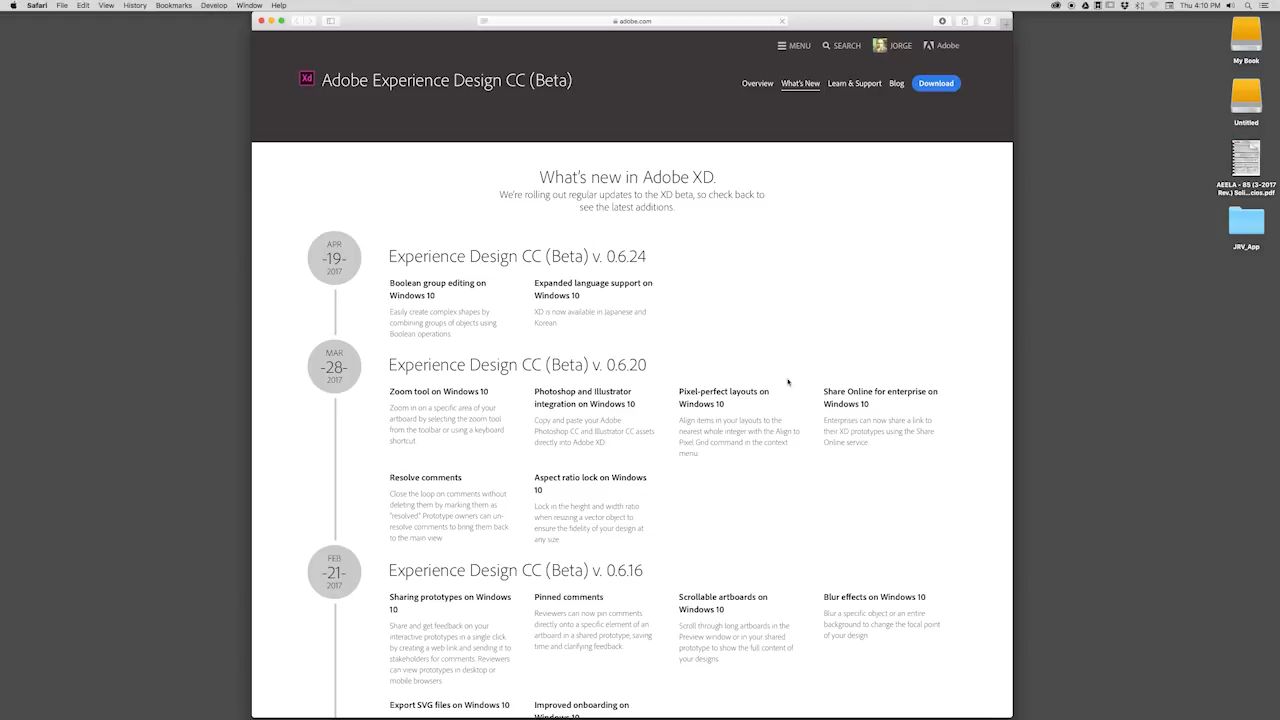 Safari File Edit View History Bookmarks Develop Window Help
Thu 4:10 PM
adobe.com
MENU SEARCH JORGE Adobe
Xd Adobe Experience Design CC (Beta)
Overview What's New Learn & Support Blog Download
What's new in Adobe XD.
We're rolling out regular updates to the XD beta, so check back to
see the latest additions.
APR
-19-
2017
Experience Design CC (Beta) v. 0.6.24
Boolean group editing on
Windows 10
Easily create complex shapes by
combining groups of objects using
Boolean operations.
Expanded language support on
Windows 10
XD is now available in Japanese and
Korean.
MAR
-28-
2017
Experience Design CC (Beta) v. 0.6.20
Zoom tool on Windows 10
Zoom in on a specific area of your
artboard by selecting the zoom tool
from the toolbar or using a keyboard
shortcut.
Photoshop and Illustrator
integration on Windows 10
Copy and paste your Adobe
Photoshop CC and Illustrator CC assets
directly into Adobe XD.
Pixel-perfect layouts on
Windows 10
Align items in your layouts to the
nearest whole integer with the Align to
Pixel Grid command in the context
menu.
Share Online for enterprise on
Windows 10
Enterprises can now share a link to
their XD prototypes using the Share
Online service.
Resolve comments
Close the loop on comments without
deleting them by marking them as
"resolved." Prototype owners can un-
resolve comments to bring them back
to the main view.
Aspect ratio lock on Windows
10
Lock in the height and width ratio
when resizing a vector object to
ensure the fidelity of your design at
any size.
FEB
-21-
2017
Experience Design CC (Beta) v. 0.6.16
Sharing prototypes on Windows
10
Share and get feedback on your
interactive prototypes in a single click
by creating a web link and sending it to
stakeholders for comments. Reviewers
can view prototypes in desktop or
mobile browsers.
Pinned comments
Reviewers can now pin comments
directly onto a specific element of an
artboard in a shared prototype, saving
time and clarifying feedback.
Scrollable artboards on
Windows 10
Scroll through long artboards in the
Preview window or in your shared
prototype to show the full content of
your designs.
Blur effects on Windows 10
Blur a specific object or an entire
background to change the focal point
of your design.
Export SVG files on Windows 10
Improved onboarding on
Windows 10
My Book
Untitled
AEELA - 85 (3-2017
Rev.) Soli...cios.pdf
JRV_App